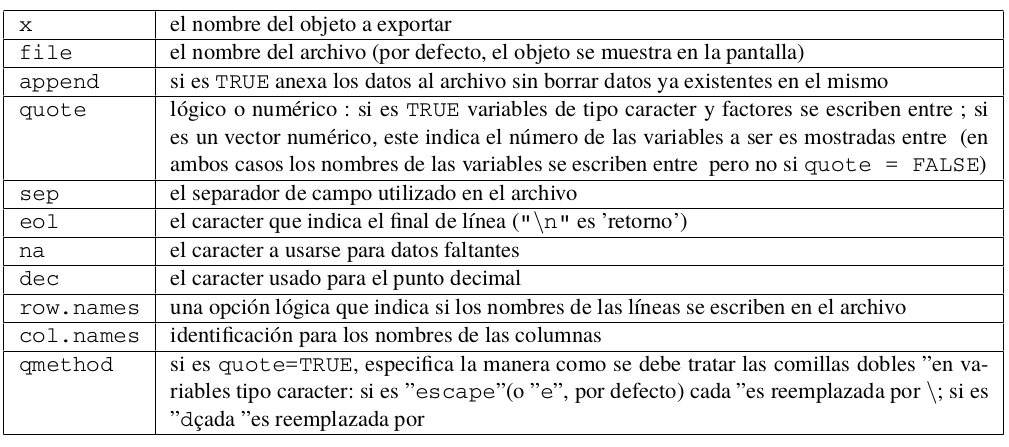 x el nombre del objeto a exportar
file el nombre del archivo (por defecto, el objeto se muestra en la pantalla)
append si es TRUE anexa los datos al archivo sin borrar datos ya existentes en el mismo
quote lógico o numérico : si es TRUE variables de tipo caracter y factores se escriben entre ; si
es un vector numérico, este indica el número de las variables a ser es mostradas entre (en
ambos casos los nombres de las variables se escriben entre pero no si quote = FALSE)
sep el separador de campo utilizado en el archivo
eol el caracter que indica el final de línea ("\n" es ’retorno’)
na el caracter a usarse para datos faltantes
dec el caracter usado para el punto decimal
row.names una opción lógica que indica si los nombres de las líneas se escriben en el archivo
col.names identificación para los nombres de las columnas
qmethod si es quote=TRUE, especifica la manera como se debe tratar las comillas dobles ”en va-
riables tipo caracter: si es ”escape”(o ”e”, por defecto) cada ”es reemplazada por \; si es
”dçada ”es reemplazada por